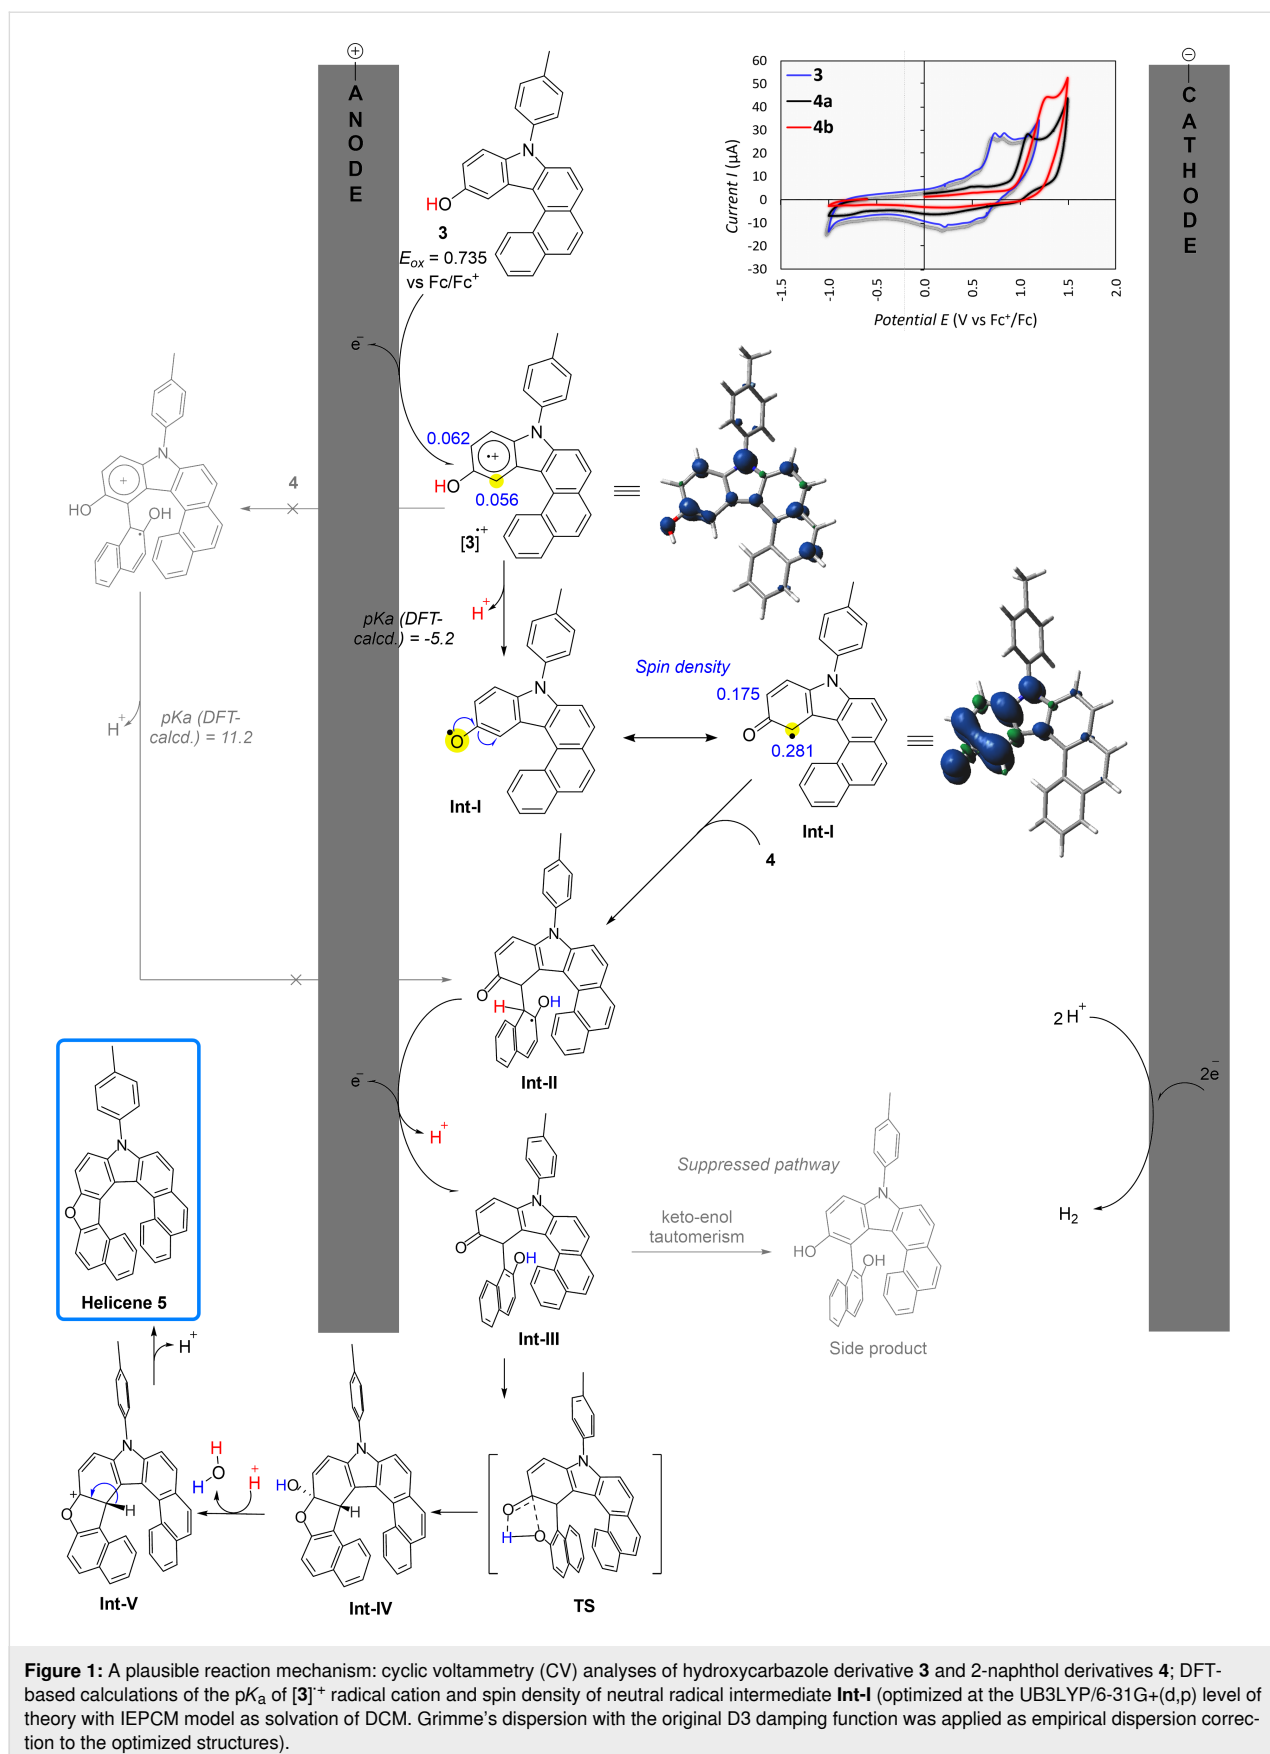 ⊕
ANODE
⊖
CATHODE
N
HO
3
E_ox = 0.735
vs Fc/Fc⁺
60
50
40
30
20
10
0
-10
-20
-30
3
4a
4b
Current I (µA)
-1.5
-1.0
-0.5
0.0
0.5
1.0
1.5
2.0
Potential E (V vs Fc⁺/Fc)
e⁻
N
0.062
•+
HO
0.056
[3]•+
4
N
+
HO
OH
H⁺
pKa (DFT-
calcd.) = -5.2
H⁺
pKa (DFT-
calcd.) = 11.2
Spin density
N
•O
Int-I
N
0.175
O
0.281
Int-I
4
N
O
H
OH
Int-II
e⁻
H⁺
2 H⁺
2e⁻
H₂
N
O
Helicene 5
N
O
OH
Int-III
Suppressed pathway
keto-enol
tautomerism
N
HO
OH
Side product
H⁺
N
+
O
H
Int-V
H
H
O
H⁺
N
HO
O
H
Int-IV
N
O
H
O
TS
Figure 1: A plausible reaction mechanism: cyclic voltammetry (CV) analyses of hydroxycarbazole derivative 3 and 2-naphthol derivatives 4; DFT-
based calculations of the pKa of [3]•+ radical cation and spin density of neutral radical intermediate Int-I (optimized at the UB3LYP/6-31G+(d,p) level of
theory with IEPCM model as solvation of DCM. Grimme's dispersion with the original D3 damping function was applied as empirical dispersion correc-
tion to the optimized structures).